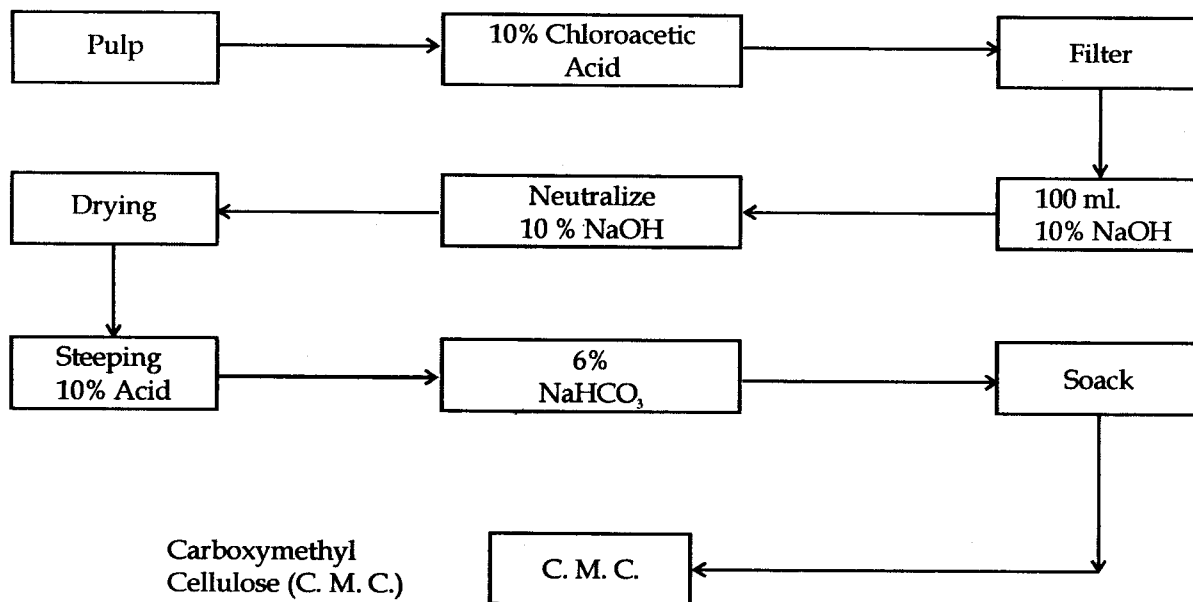 Pulp
10% Chloroacetic
Acid
Filter
100 ml.
10% NaOH
Neutralize
10 % NaOH
Drying
Steeping
10% Acid
6%
NaHCO₃
Soack
Carboxymethyl
Cellulose (C. M. C.)
C. M. C.